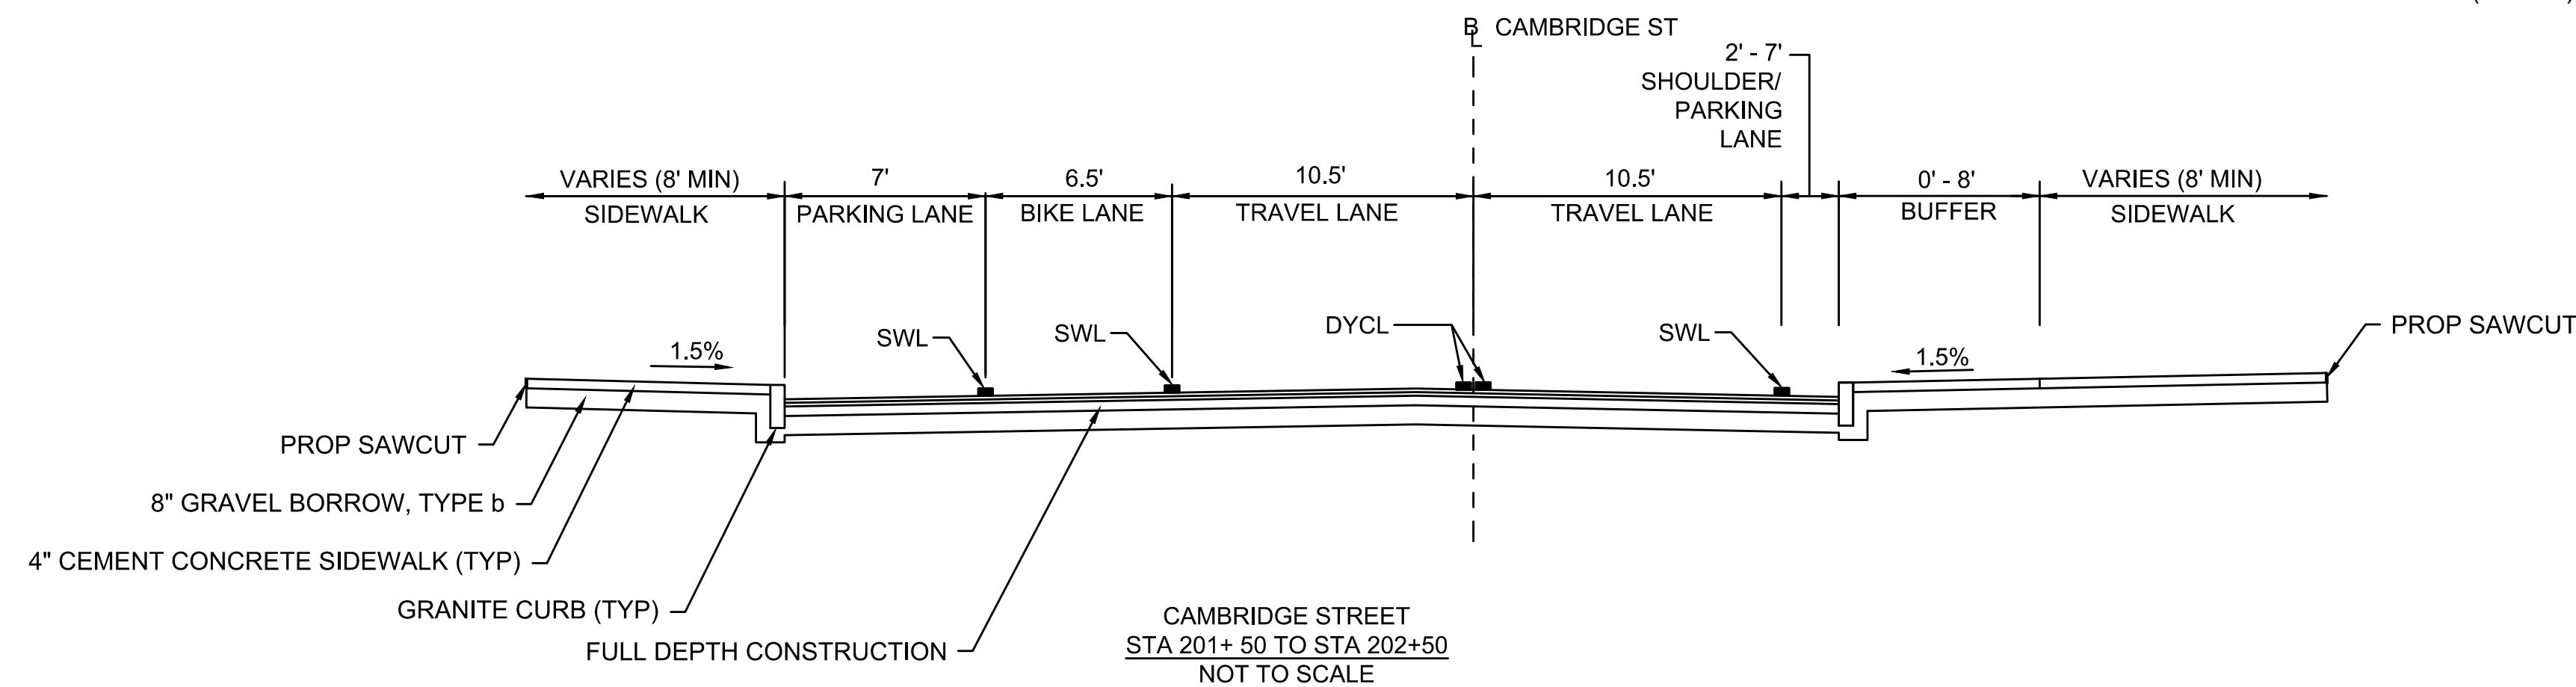 BL CAMBRIDGE ST
2' - 7'
SHOULDER/
PARKING
LANE
VARIES (8' MIN)
SIDEWALK
7'
PARKING LANE
6.5'
BIKE LANE
10.5'
TRAVEL LANE
10.5'
TRAVEL LANE
0' - 8'
BUFFER
VARIES (8' MIN)
SIDEWALK
1.5%
SWL
SWL
DYCL
SWL
1.5%
PROP SAWCUT
PROP SAWCUT
8" GRAVEL BORROW, TYPE b
4" CEMENT CONCRETE SIDEWALK (TYP)
GRANITE CURB (TYP)
FULL DEPTH CONSTRUCTION
CAMBRIDGE STREET
STA 201+ 50 TO STA 202+50
NOT TO SCALE